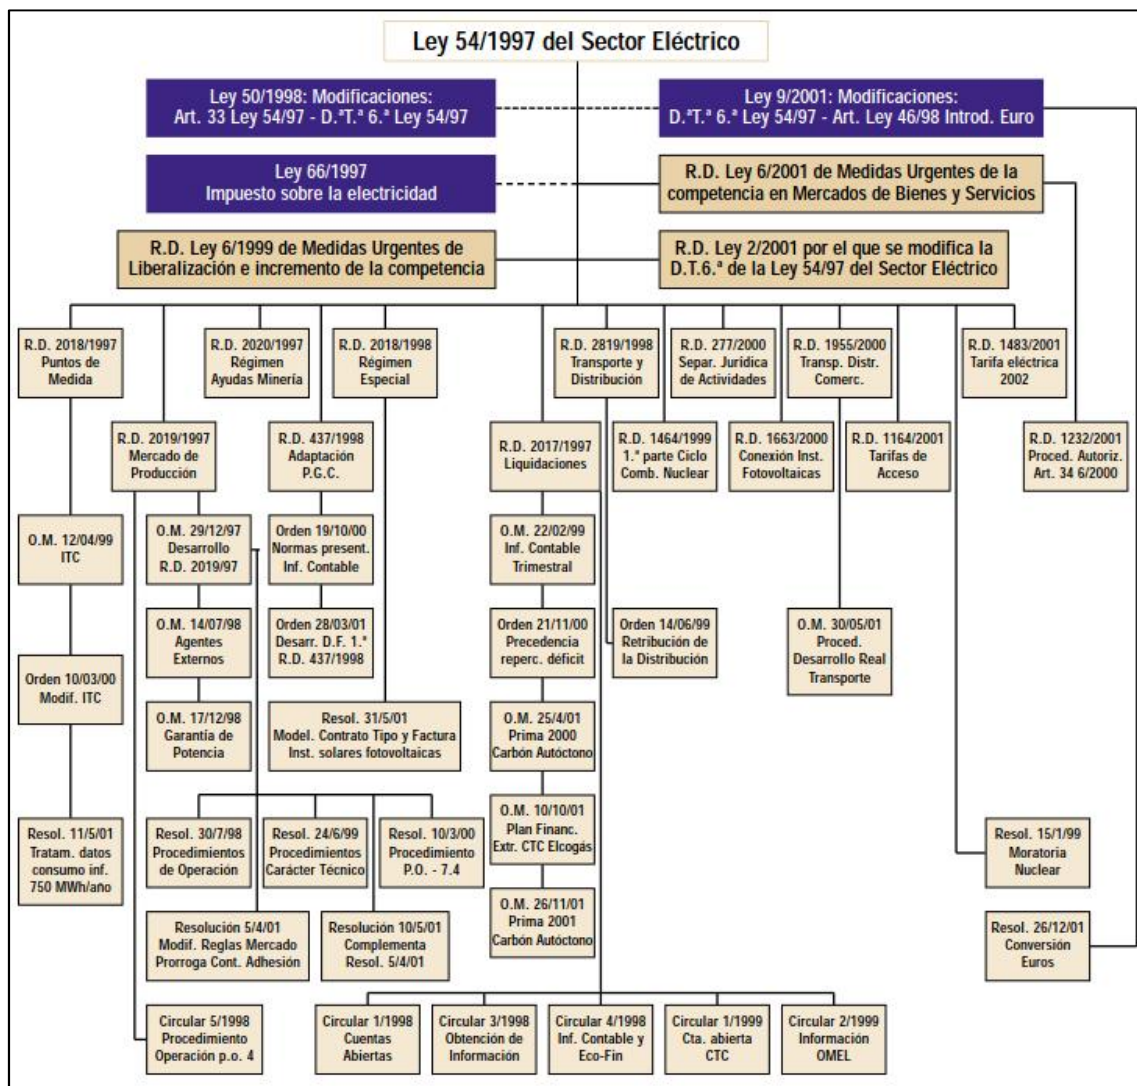 Ley 54/1997 del Sector Eléctrico
Ley 50/1998: Modificaciones:
Art. 33 Ley 54/97 - D.ªT.ª 6.ª Ley 54/97
Ley 9/2001: Modificaciones:
D.ªT.ª 6.ª Ley 54/97 - Art. Ley 46/98 Introd. Euro
Ley 66/1997
Impuesto sobre la electricidad
R.D. Ley 6/2001 de Medidas Urgentes de la
competencia en Mercados de Bienes y Servicios
R.D. Ley 6/1999 de Medidas Urgentes de
Liberalización e incremento de la competencia
R.D. Ley 2/2001 por el que se modifica la
D.T.6.ª de la Ley 54/97 del Sector Eléctrico
R.D. 2018/1997
Puntos de
Medida
R.D. 2020/1997
Régimen
Ayudas Minería
R.D. 2018/1998
Régimen
Especial
R.D. 2819/1998
Transporte y
Distribución
R.D. 277/2000
Separ. Jurídica
de Actividades
R.D. 1955/2000
Transp. Distr.
Comerc.
R.D. 1483/2001
Tarifa eléctrica
2002
R.D. 2019/1997
Mercado de
Producción
R.D. 437/1998
Adaptación
P.G.C.
R.D. 2017/1997
Liquidaciones
R.D. 1464/1999
1.ª parte Ciclo
Comb. Nuclear
R.D. 1663/2000
Conexión Inst.
Fotovoltaicas
R.D. 1164/2001
Tarifas de
Acceso
R.D. 1232/2001
Proced. Autoriz.
Art. 34 6/2000
O.M. 12/04/99
ITC
O.M. 29/12/97
Desarrollo
R.D. 2019/97
Orden 19/10/00
Normas present.
Inf. Contable
O.M. 22/02/99
Inf. Contable
Trimestral
O.M. 14/07/98
Agentes
Externos
Orden 28/03/01
Desarr. D.F. 1.ª
R.D. 437/1998
Orden 21/11/00
Precedencia
reperc. déficit
Orden 14/06/99
Retribución de
la Distribución
O.M. 30/05/01
Proced.
Desarrollo Real
Transporte
Orden 10/03/00
Modif. ITC
O.M. 17/12/98
Garantía de
Potencia
Resol. 31/5/01
Model. Contrato Tipo y Factura
Inst. solares fotovoltaicas
O.M. 25/4/01
Prima 2000
Carbón Autóctono
O.M. 10/10/01
Plan Financ.
Extr. CTC Elcogás
Resol. 11/5/01
Tratam. datos
consumo inf.
750 MWh/ano
Resol. 30/7/98
Procedimientos
de Operación
Resol. 24/6/99
Procedimientos
Carácter Técnico
Resol. 10/3/00
Procedimiento
P.O. - 7.4
Resol. 15/1/99
Moratoria
Nuclear
O.M. 26/11/01
Prima 2001
Carbón Autóctono
Resolución 5/4/01
Modif. Reglas Mercado
Prorroga Cont. Adhesión
Resolución 10/5/01
Complementa
Resol. 5/4/01
Resol. 26/12/01
Conversión
Euros
Circular 5/1998
Procedimiento
Operación p.o. 4
Circular 1/1998
Cuentas
Abiertas
Circular 3/1998
Obtención de
Información
Circular 4/1998
Inf. Contable y
Eco-Fin
Circular 1/1999
Cta. abierta
CTC
Circular 2/1999
Información
OMEL